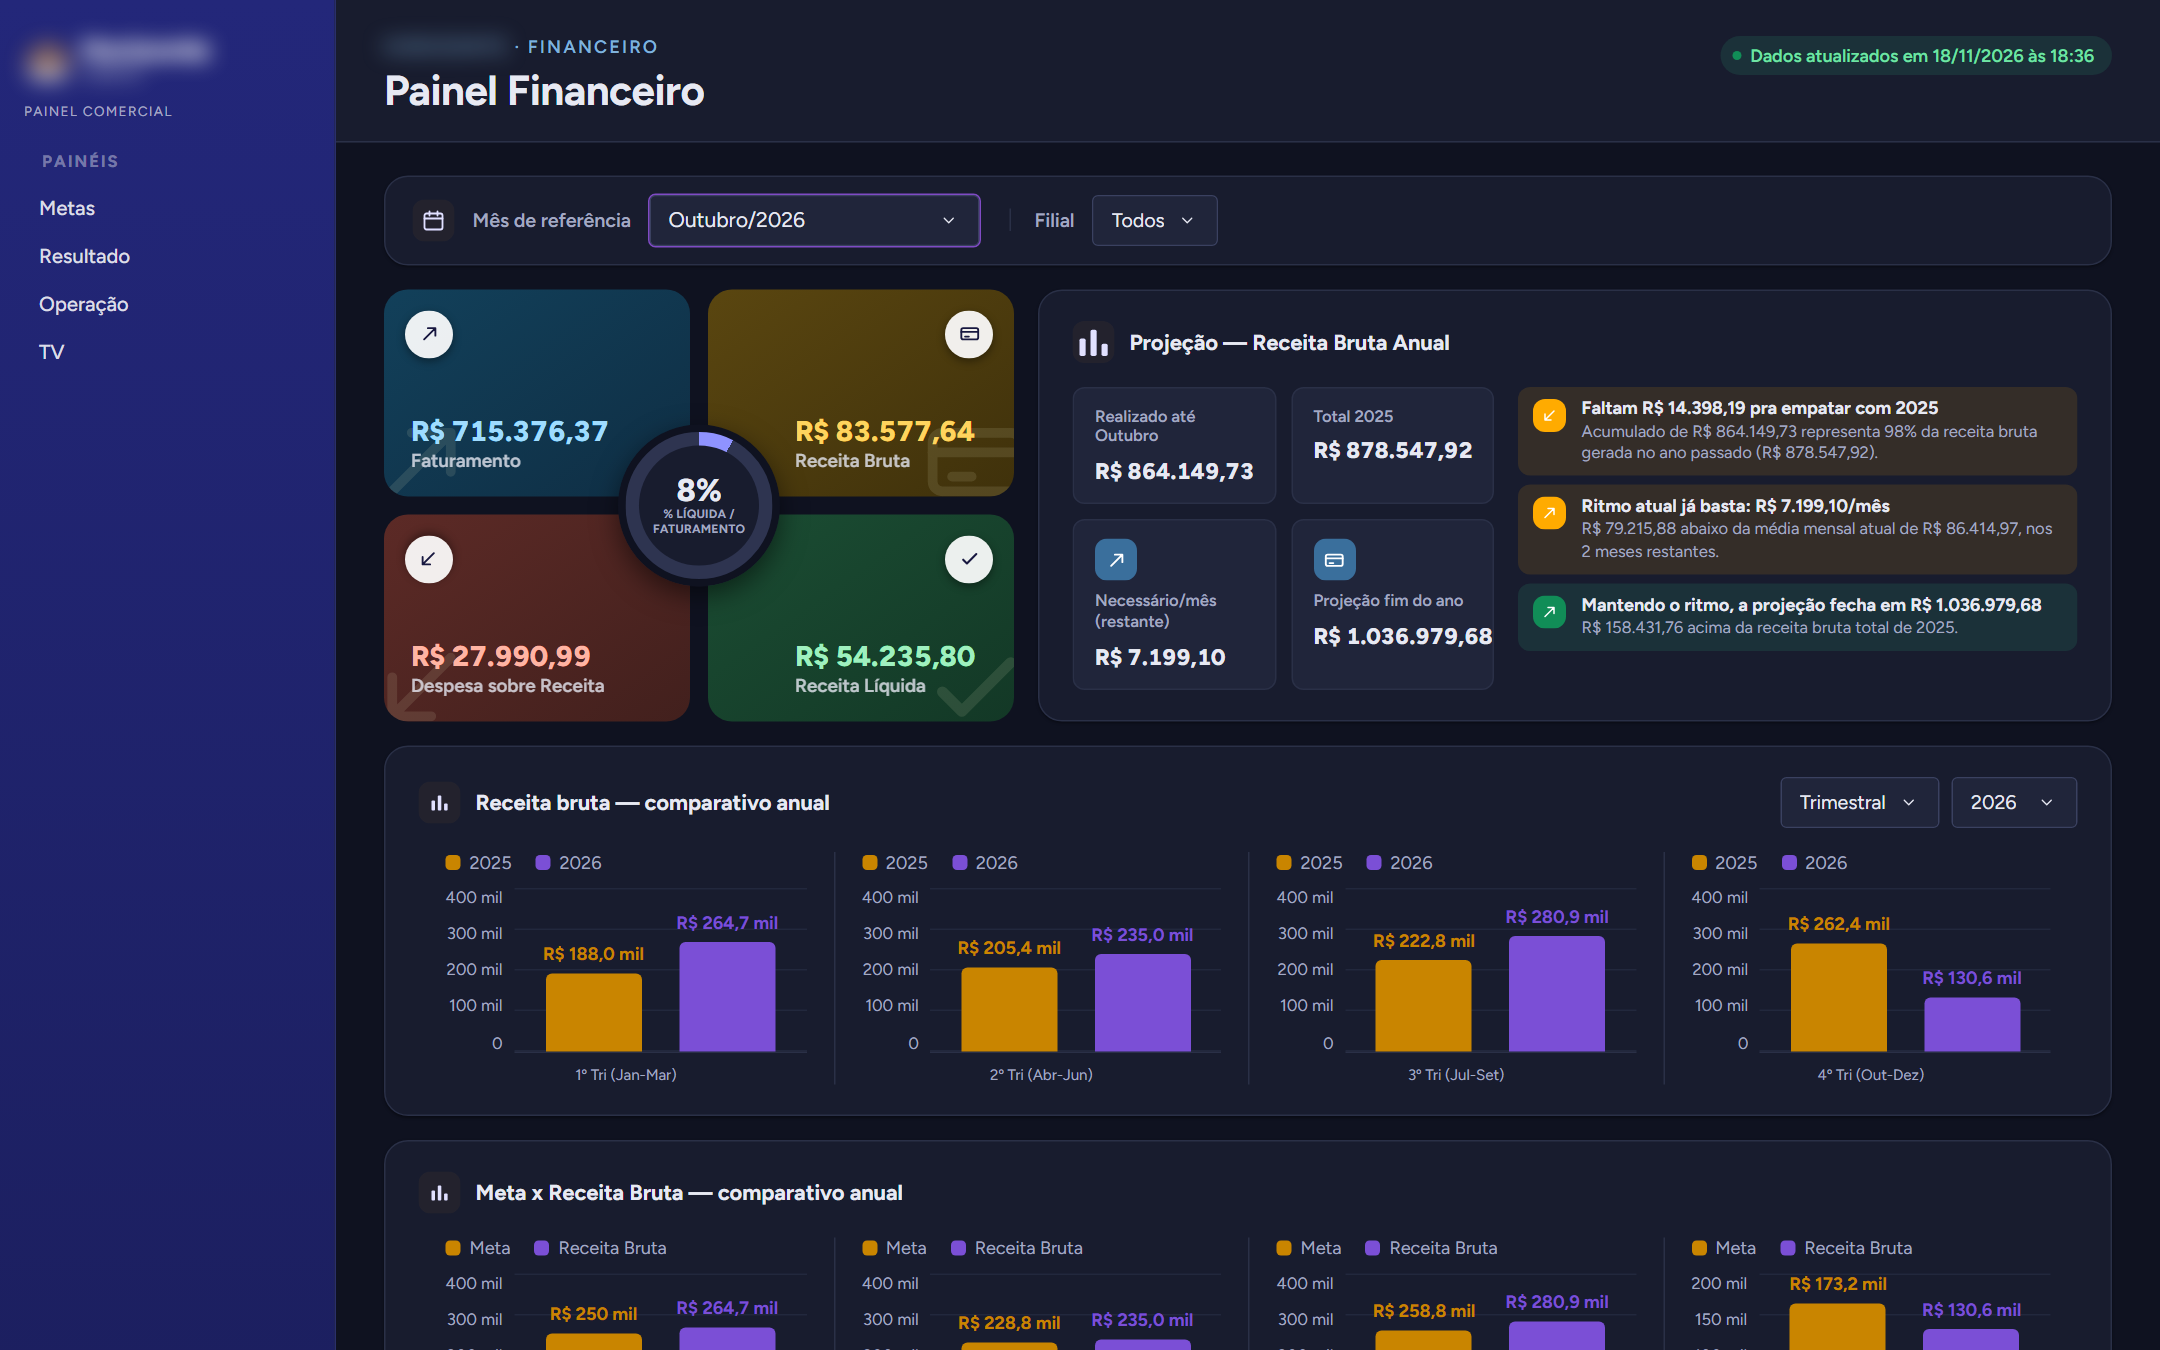 PAINEL COMERCIAL
PAINÉIS
Metas
Resultado
Operação
TV
· FINANCEIRO
Painel Financeiro
Dados atualizados em 18/11/2026 às 18:36
Mês de referência
Outubro/2026
Filial
Todos
R$ 715.376,37
Faturamento
R$ 83.577,64
Receita Bruta
8%
% LÍQUIDA /
FATURAMENTO
R$ 27.990,99
Despesa sobre Receita
R$ 54.235,80
Receita Líquida
Projeção — Receita Bruta Anual
Realizado até
Outubro
R$ 864.149,73
Total 2025
R$ 878.547,92
Necessário/mês
(restante)
R$ 7.199,10
Projeção fim do ano
R$ 1.036.979,68
Faltam R$ 14.398,19 pra empatar com 2025
Acumulado de R$ 864.149,73 representa 98% da receita bruta
gerada no ano passado (R$ 878.547,92).
Ritmo atual já basta: R$ 7.199,10/mês
R$ 79.215,88 abaixo da média mensal atual de R$ 86.414,97, nos
2 meses restantes.
Mantendo o ritmo, a projeção fecha em R$ 1.036.979,68
R$ 158.431,76 acima da receita bruta total de 2025.
Receita bruta — comparativo anual
Trimestral
2026
2025 2026
400 mil
300 mil
200 mil
100 mil
0
R$ 188,0 mil
R$ 264,7 mil
1º Tri (Jan-Mar)
2025 2026
400 mil
300 mil
200 mil
100 mil
0
R$ 205,4 mil
R$ 235,0 mil
2º Tri (Abr-Jun)
2025 2026
400 mil
300 mil
200 mil
100 mil
0
R$ 222,8 mil
R$ 280,9 mil
3º Tri (Jul-Set)
2025 2026
400 mil
300 mil
200 mil
100 mil
0
R$ 262,4 mil
R$ 130,6 mil
4º Tri (Out-Dez)
Meta x Receita Bruta — comparativo anual
Meta Receita Bruta
400 mil
300 mil
R$ 250 mil
R$ 264,7 mil
Meta Receita Bruta
400 mil
300 mil
R$ 228,8 mil
R$ 235,0 mil
Meta Receita Bruta
400 mil
300 mil
R$ 258,8 mil
R$ 280,9 mil
Meta Receita Bruta
200 mil
150 mil
R$ 173,2 mil
R$ 130,6 mil